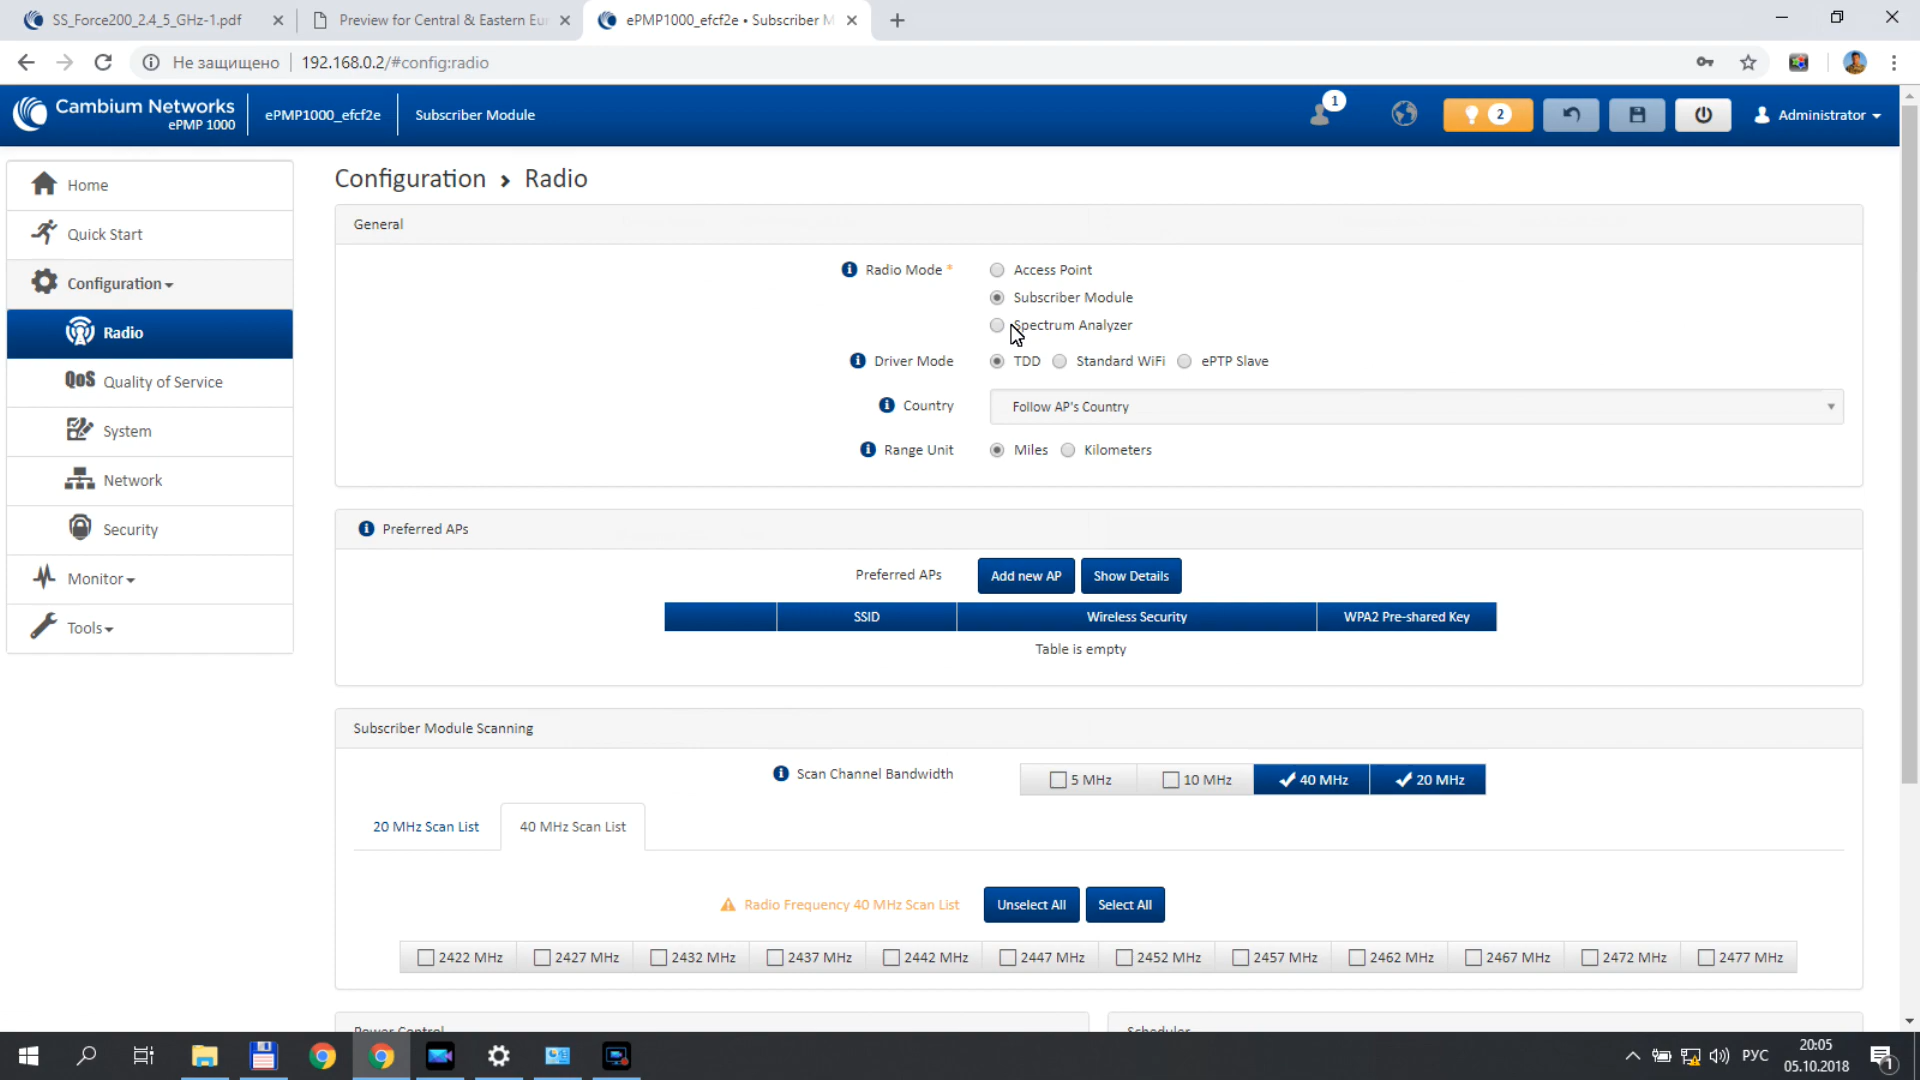 SS_Force200_2.4_5_GHz-1.pdf
Preview for Central & Eastern Eur
ePMP1000_efcf2e • Subscriber M
Не защищено
192.168.0.2/#config:radio
Cambium Networks
ePMP 1000
ePMP1000_efcf2e
Subscriber Module
1
2
Administrator
Home
Quick Start
Configuration
Radio
QoS Quality of Service
System
Network
Security
Monitor
Tools
Configuration > Radio
General
Radio Mode *
Access Point
Subscriber Module
Spectrum Analyzer
Driver Mode
TDD
Standard WiFi
ePTP Slave
Country
Follow AP's Country
Range Unit
Miles
Kilometers
Preferred APs
Preferred APs
Add new AP
Show Details
SSID
Wireless Security
WPA2 Pre-shared Key
Table is empty
Subscriber Module Scanning
Scan Channel Bandwidth
5 MHz
10 MHz
40 MHz
20 MHz
20 MHz Scan List
40 MHz Scan List
Radio Frequency 40 MHz Scan List
Unselect All
Select All
2422 MHz
2427 MHz
2432 MHz
2437 MHz
2442 MHz
2447 MHz
2452 MHz
2457 MHz
2462 MHz
2467 MHz
2472 MHz
2477 MHz
Power Control
Scheduler
РУС
20:05
05.10.2018
1